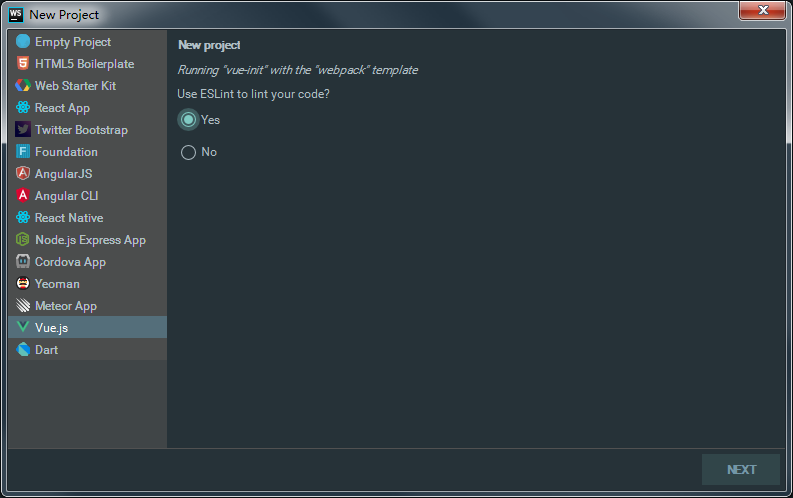 WS New Project
Empty Project
HTML5 Boilerplate
Web Starter Kit
React App
Twitter Bootstrap
Foundation
AngularJS
Angular CLI
React Native
Node.js Express App
Cordova App
Yeoman
Meteor App
Vue.js
Dart
New project
Running "vue-init" with the "webpack" template
Use ESLint to lint your code?
Yes
No
NEXT